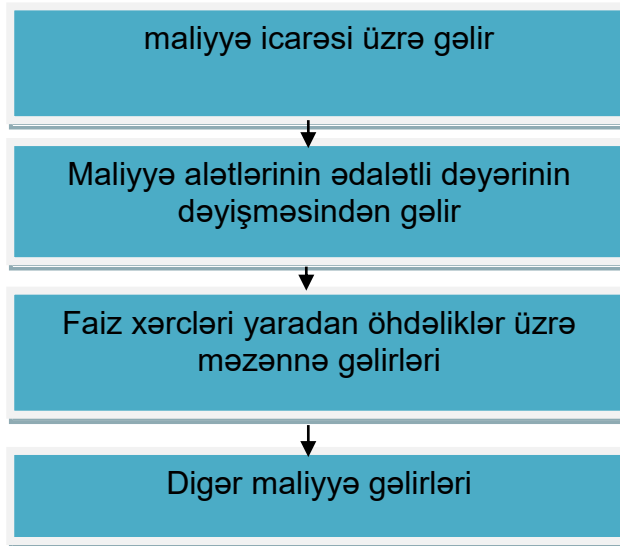 maliyyə icarəsi üzrə gəlir
Maliyyə alətlərinin ədalətli dəyərinin
dəyişməsindən gəlir
Faiz xərcləri yaradan öhdəliklər üzrə
məzənnə gəlirləri
Digər maliyyə gəlirləri